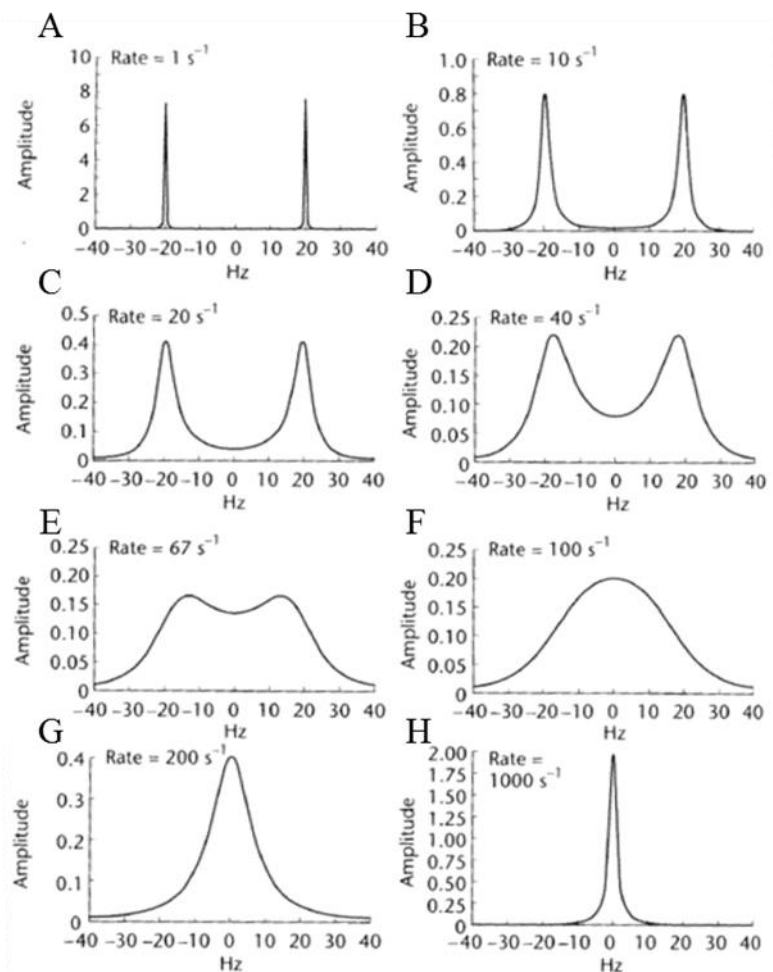 A
Rate = 1 s⁻¹
10
8
6
4
2
0
Amplitude
−40 −30 −20 −10 0 10 20 30 40
Hz
B
Rate = 10 s⁻¹
1.0
0.8
0.6
0.4
0.2
0
Amplitude
−40 −30 −20 −10 0 10 20 30 40
Hz
C
Rate = 20 s⁻¹
0.5
0.4
0.3
0.2
0.1
0
Amplitude
−40 −30 −20 −10 0 10 20 30 40
Hz
D
Rate = 40 s⁻¹
0.25
0.20
0.15
0.10
0.05
0
Amplitude
−40 −30 −20 −10 0 10 20 30 40
Hz
E
Rate = 67 s⁻¹
0.25
0.20
0.15
0.10
0.05
0
Amplitude
−40 −30 −20 −10 0 10 20 30 40
Hz
F
Rate = 100 s⁻¹
0.25
0.20
0.15
0.10
0.05
0
Amplitude
−40 −30 −20 −10 0 10 20 30 40
Hz
G
Rate = 200 s⁻¹
0.4
0.3
0.2
0.1
0
Amplitude
−40 −30 −20 −10 0 10 20 30 40
Hz
H
Rate =
1000 s⁻¹
2.00
1.75
1.50
1.25
1.00
0.75
0.50
0.25
0
Amplitude
−40 −30 −20 −10 0 10 20 30 40
Hz